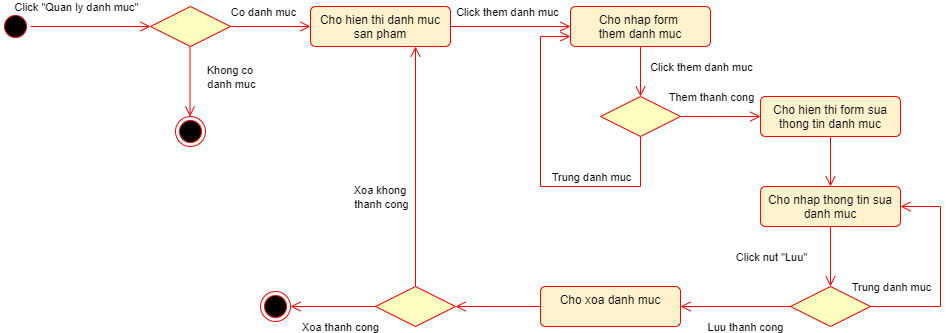 Click "Quan ly danh muc"
Co danh muc
Cho hien thi danh muc
san pham
Click them danh muc
Cho nhap form
them danh muc
Khong co
danh muc
Click them danh muc
Them thanh cong
Cho hien thi form sua
thong tin danh muc
Trung danh muc
Xoa khong
thanh cong
Cho nhap thong tin sua
danh muc
Click nut "Luu"
Trung danh muc
Cho xoa danh muc
Xoa thanh cong
Luu thanh cong